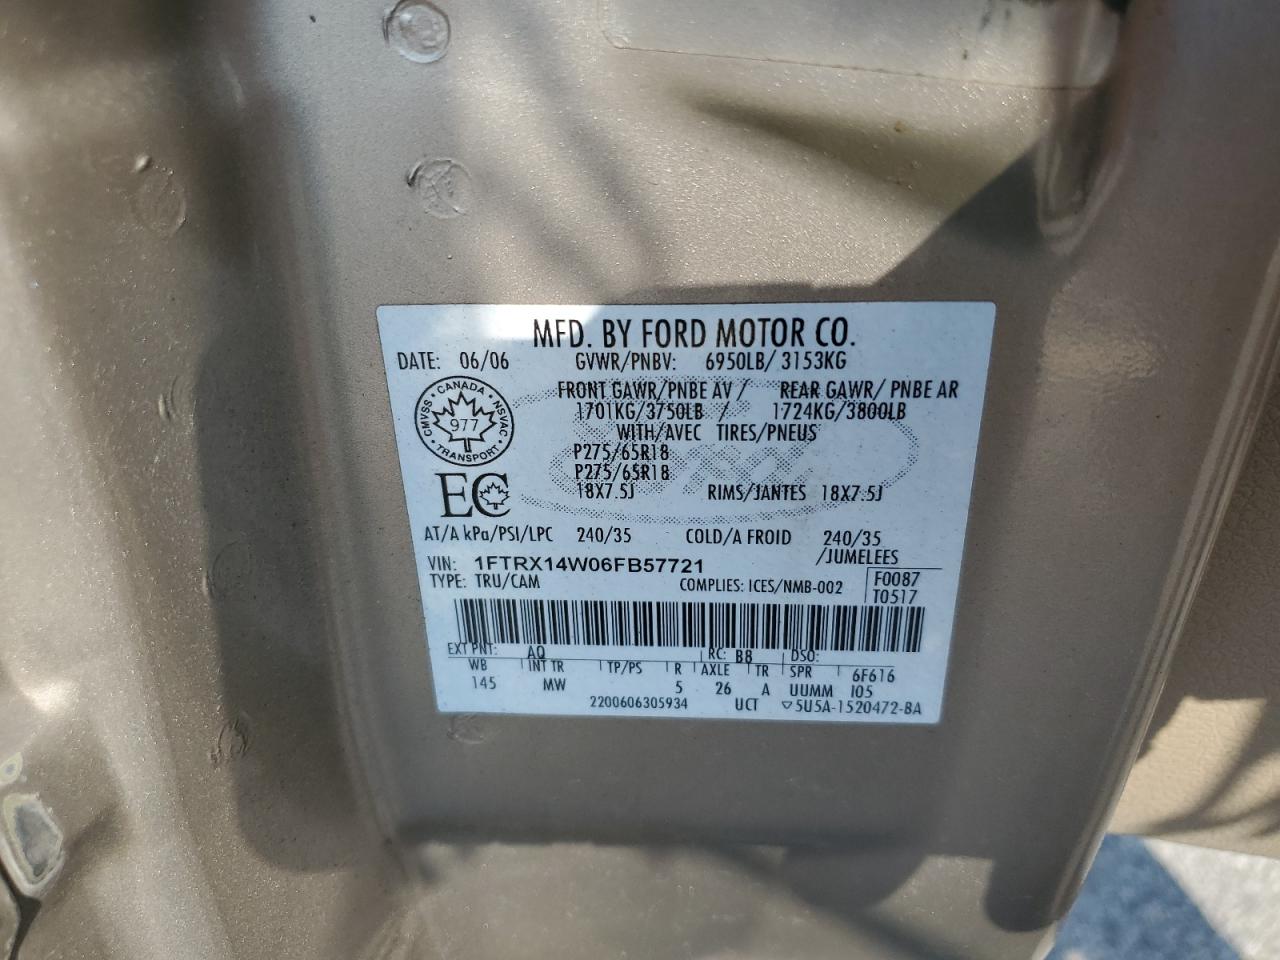 MFD. BY FORD MOTOR CO.
DATE: 06/06 GVWR/PNBV: 6950LB/ 3153KG
FRONT GAWR/PNBE AV / REAR GAWR/ PNBE AR
1701KG/3750LB / 1724KG/3800LB
WITH/AVEC TIRES/PNEUS
P275/65R18
P275/65R18
18X7.5J RIMS/JANTES 18X7.5J
CANADA
CMVSS 977 NSVAC
TRANSPORT
EC
AT/A kPa/PSI/LPC 240/35 COLD/A FROID 240/35
/JUMELEES
VIN: 1FTRX14W06FB57721
TYPE: TRU/CAM COMPLIES: ICES/NMB-002 F0087
T0517
EXT PNT: AQ RC: B8 DSO:
WB INT TR TP/PS R AXLE TR SPR 6F616
145 MW 5 26 A UUMM I05
2200606305934 UCT ▽5U5A-1520472-BA